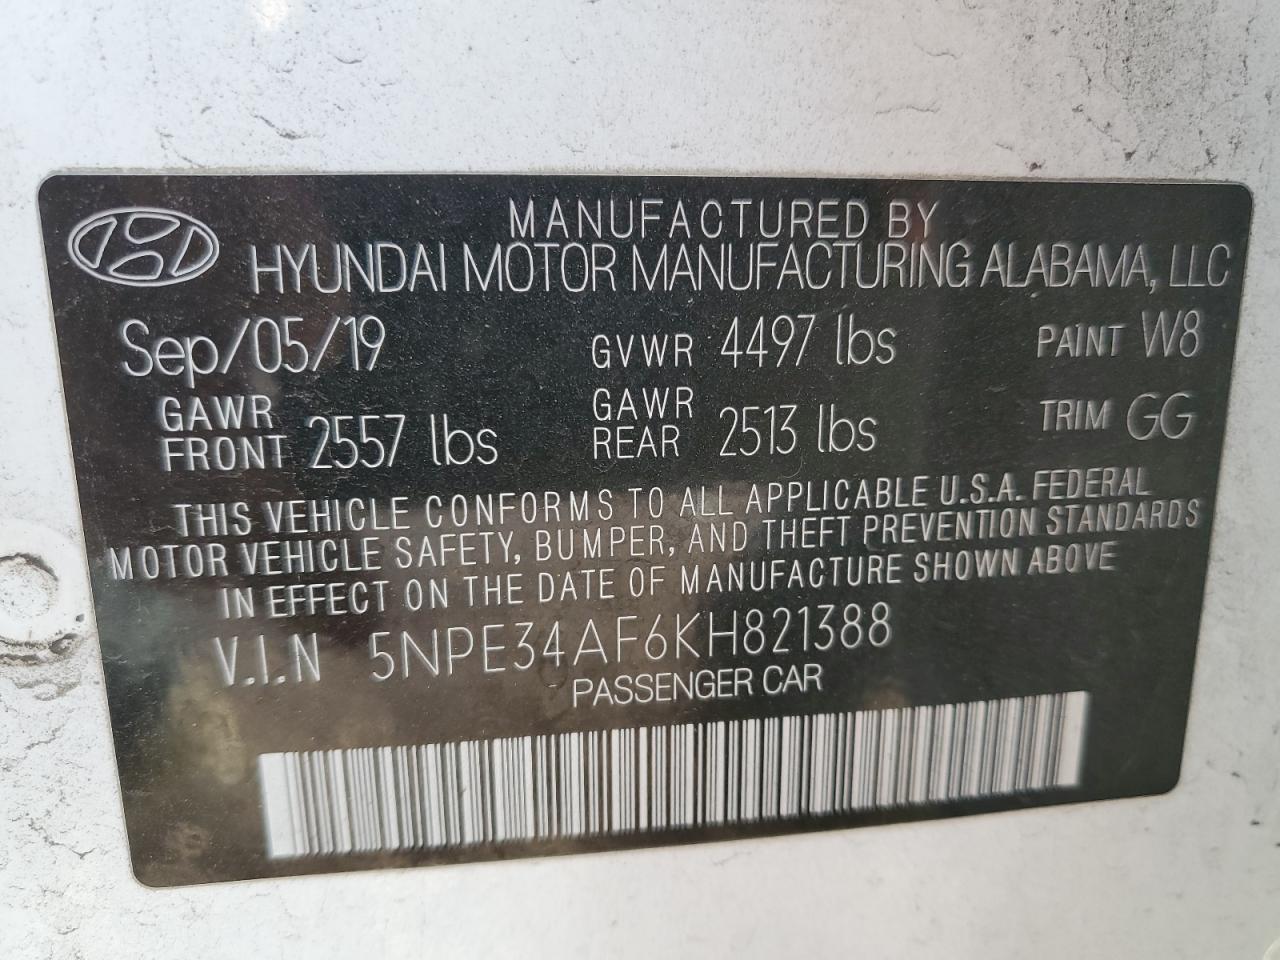 MANUFACTURED BY
HYUNDAI MOTOR MANUFACTURING ALABAMA, LLC
Sep/05/19 GVWR 4497 lbs PAINT W8
GAWR FRONT 2557 lbs GAWR REAR 2513 lbs TRIM GG
THIS VEHICLE CONFORMS TO ALL APPLICABLE U.S.A. FEDERAL
MOTOR VEHICLE SAFETY, BUMPER, AND THEFT PREVENTION STANDARDS
IN EFFECT ON THE DATE OF MANUFACTURE SHOWN ABOVE
V.I.N 5NPE34AF6KH821388
PASSENGER CAR